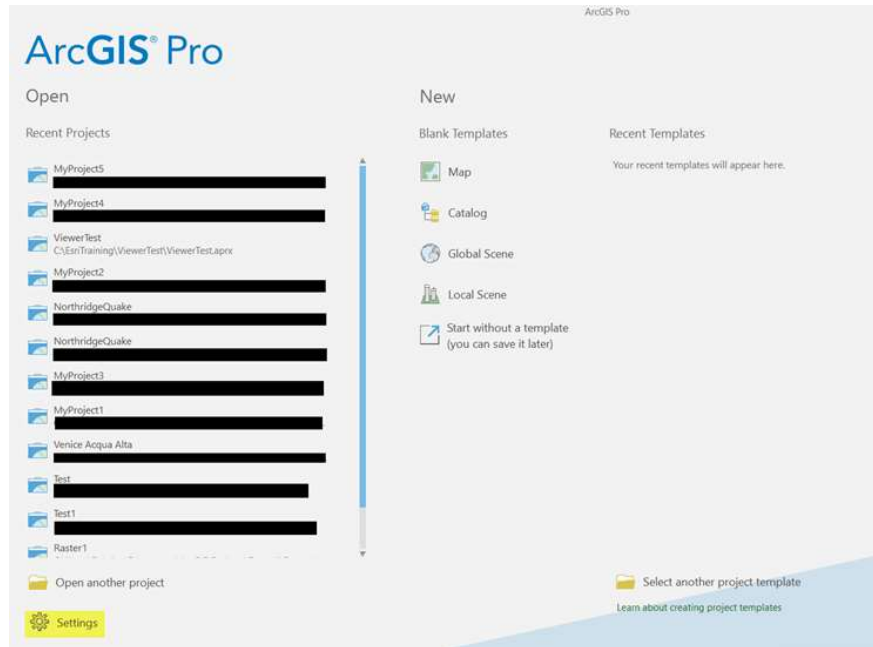 ArcGIS Pro
ArcGIS® Pro
Open
Recent Projects
MyProject5
MyProject4
ViewerTest
C:\EsriTraining\ViewerTest\ViewerTest.aprx
MyProject2
NorthridgeQuake
NorthridgeQuake
MyProject3
MyProject1
Venice Acqua Alta
Test
Test1
Raster1
Open another project
Settings
New
Blank Templates
Map
Catalog
Global Scene
Local Scene
Start without a template
(you can save it later)
Recent Templates
Your recent templates will appear here.
Select another project template
Learn about creating project templates